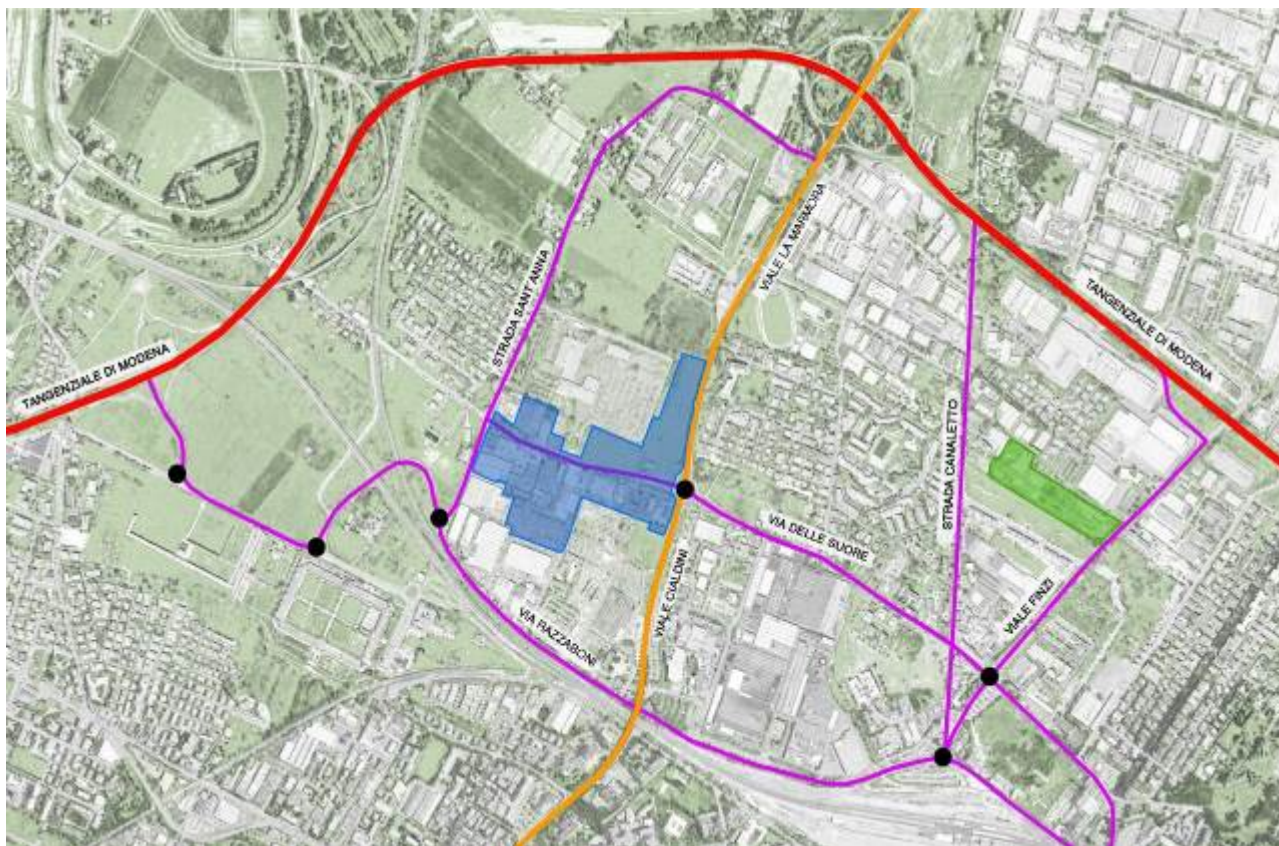 VIALE LA MARMORA
STRADA SANT'ANNA
TANGENZIALE DI MODENA
TANGENZIALE DI MODENA
STRADA CANALETTO
VIA DELLE SUORE
VIALE FINZI
VIALE CIALDINI
VIA RAZZABONI